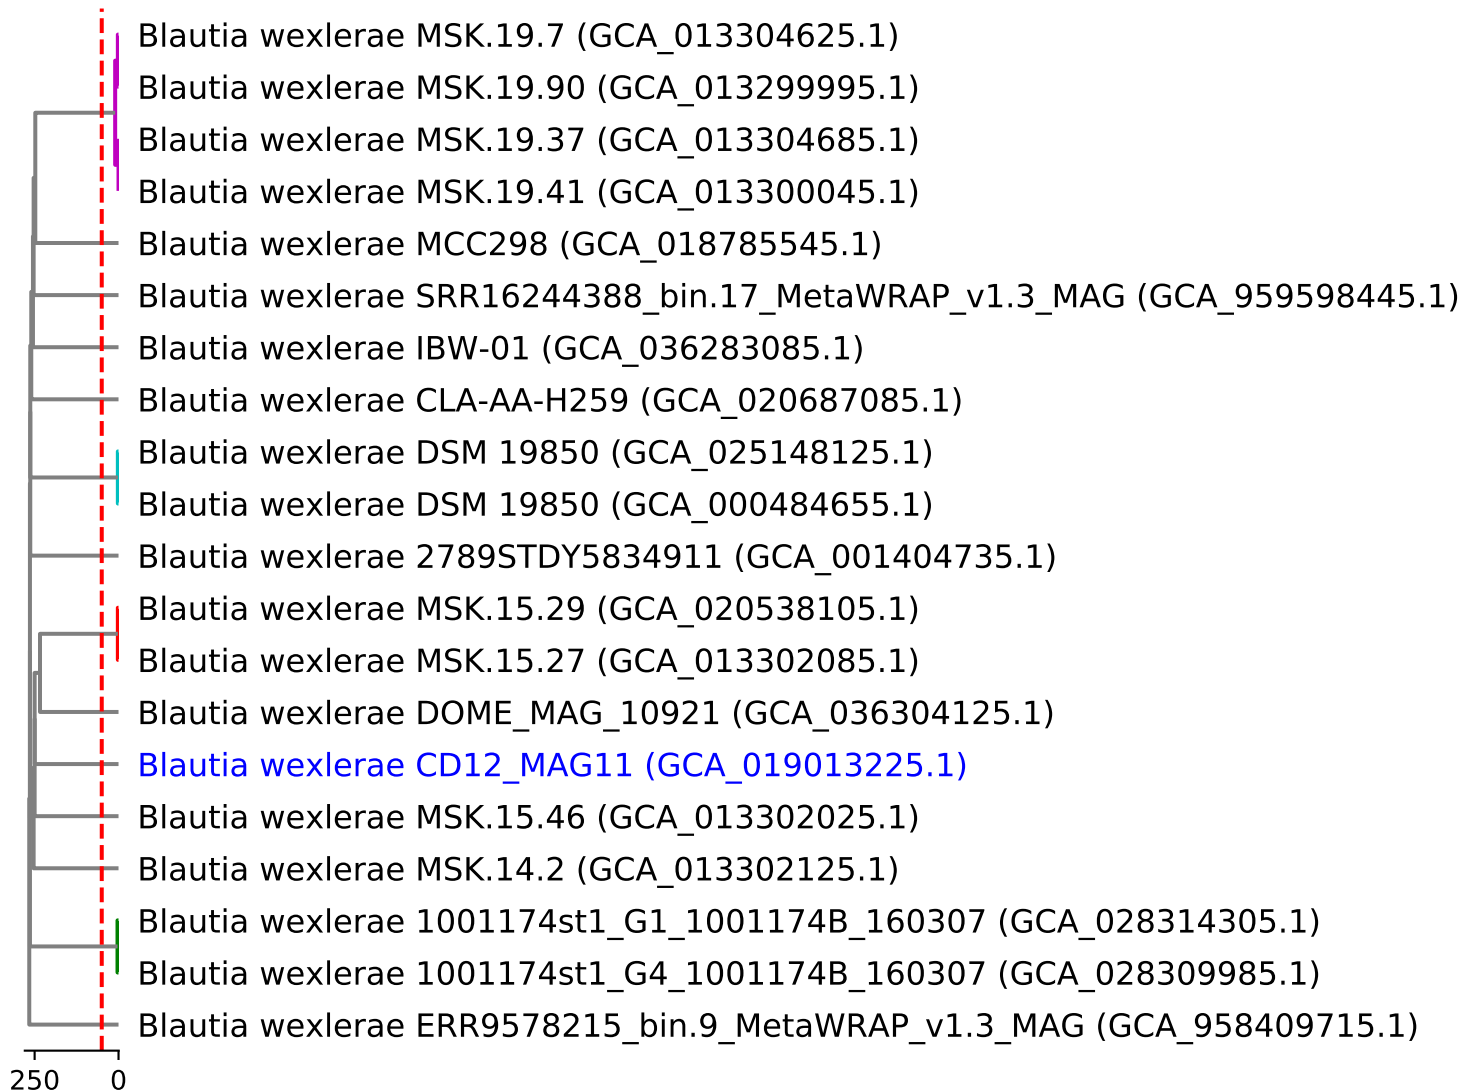 Blautia wexlerae MSK.19.7 (GCA_013304625.1)
Blautia wexlerae MSK.19.90 (GCA_013299995.1)
Blautia wexlerae MSK.19.37 (GCA_013304685.1)
Blautia wexlerae MSK.19.41 (GCA_013300045.1)
Blautia wexlerae MCC298 (GCA_018785545.1)
Blautia wexlerae SRR16244388_bin.17_MetaWRAP_v1.3_MAG (GCA_959598445.1)
Blautia wexlerae IBW-01 (GCA_036283085.1)
Blautia wexlerae CLA-AA-H259 (GCA_020687085.1)
Blautia wexlerae DSM 19850 (GCA_025148125.1)
Blautia wexlerae DSM 19850 (GCA_000484655.1)
Blautia wexlerae 2789STDY5834911 (GCA_001404735.1)
Blautia wexlerae MSK.15.29 (GCA_020538105.1)
Blautia wexlerae MSK.15.27 (GCA_013302085.1)
Blautia wexlerae DOME_MAG_10921 (GCA_036304125.1)
Blautia wexlerae CD12_MAG11 (GCA_019013225.1)
Blautia wexlerae MSK.15.46 (GCA_013302025.1)
Blautia wexlerae MSK.14.2 (GCA_013302125.1)
Blautia wexlerae 1001174st1_G1_1001174B_160307 (GCA_028314305.1)
Blautia wexlerae 1001174st1_G4_1001174B_160307 (GCA_028309985.1)
Blautia wexlerae ERR9578215_bin.9_MetaWRAP_v1.3_MAG (GCA_958409715.1)
250 0